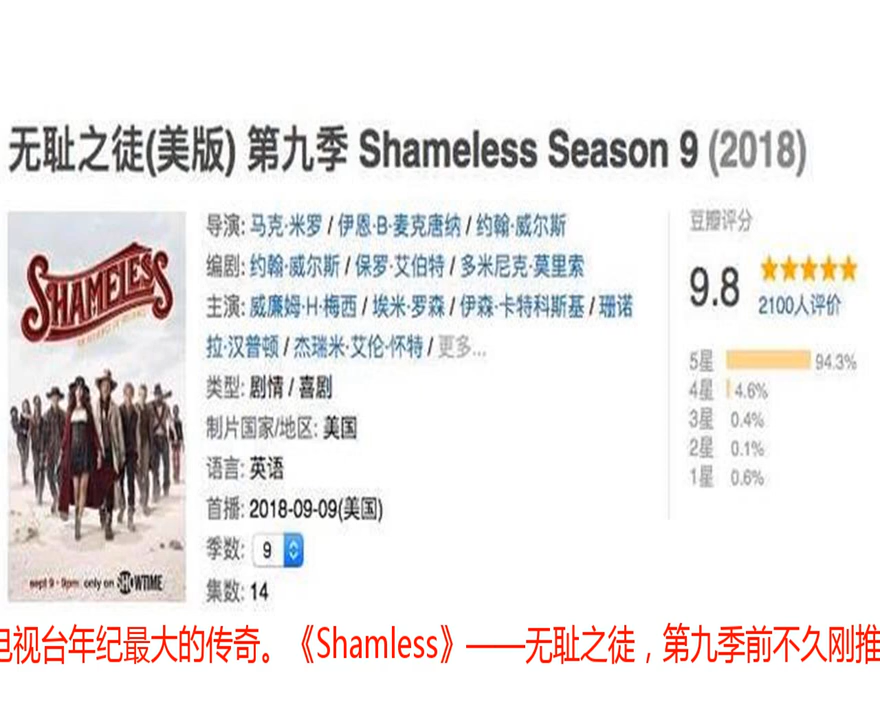 无耻之徒(美版) 第九季 Shameless Season 9 (2018)
SHAMELESS
sept 9 · 9pm only on SHOWTIME
导演: 马克·米罗 / 伊恩·B·麦克唐纳 / 约翰·威尔斯
编剧: 约翰·威尔斯 / 保罗·艾伯特 / 多米尼克·莫里索
主演: 威廉姆·H·梅西 / 埃米·罗森 / 伊森·卡特科斯基 / 珊诺
拉·汉普顿 / 杰瑞米·艾伦·怀特 / 更多...
类型: 剧情 / 喜剧
制片国家/地区: 美国
语言: 英语
首播: 2018-09-09(美国)
季数: 9
集数: 14
豆瓣评分
9.8
2100人评价
5星 94.3%
4星 4.6%
3星 0.4%
2星 0.1%
1星 0.6%
电视台年纪最大的传奇。《Shamless》——无耻之徒，第九季前不久刚推